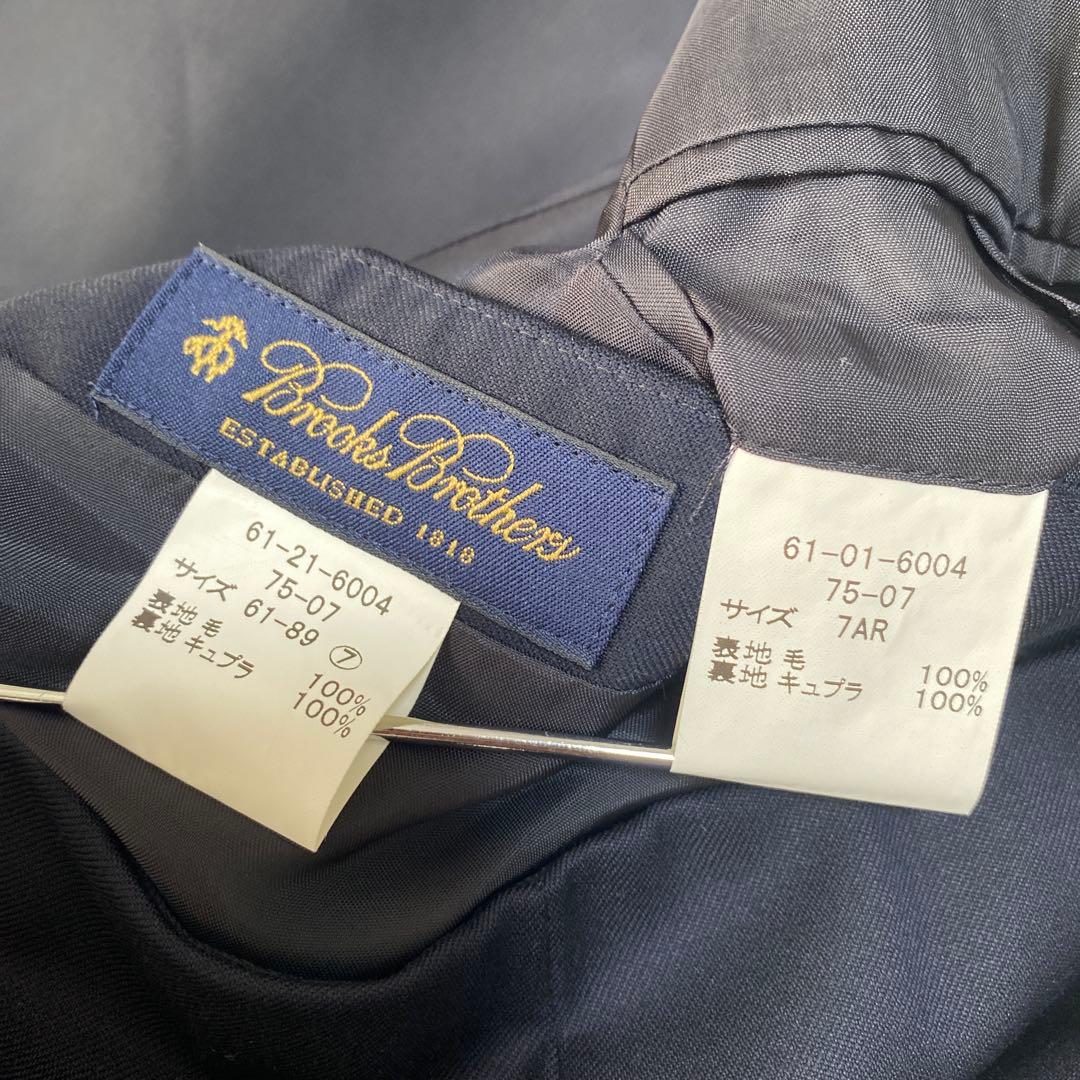 Brooks Brothers
ESTABLISHED 1818
61-21-6004
75-07
サイズ 61-89 ⑦
表地 毛 100%
裏地 キュプラ 100%
61-01-6004
75-07
サイズ 7AR
表地 毛 100%
裏地 キュプラ 100%